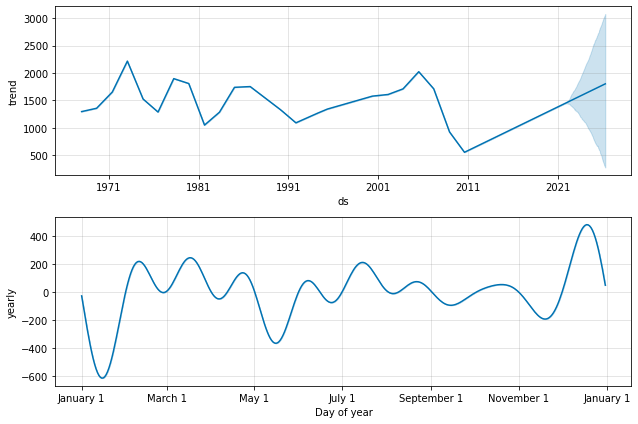 3000
2500
2000
1500
1000
500
trend
1971 1981 1991 2001 2011 2021
ds
400
200
0
−200
−400
−600
yearly
January 1 March 1 May 1 July 1 September 1 November 1 January 1
Day of year